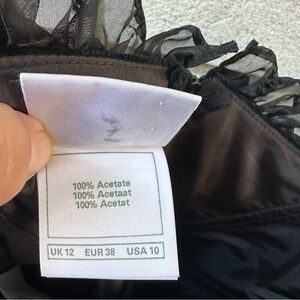 100% Acetate
100% Acetaat
100% Acetat
UK 12 EUR 38 USA 10